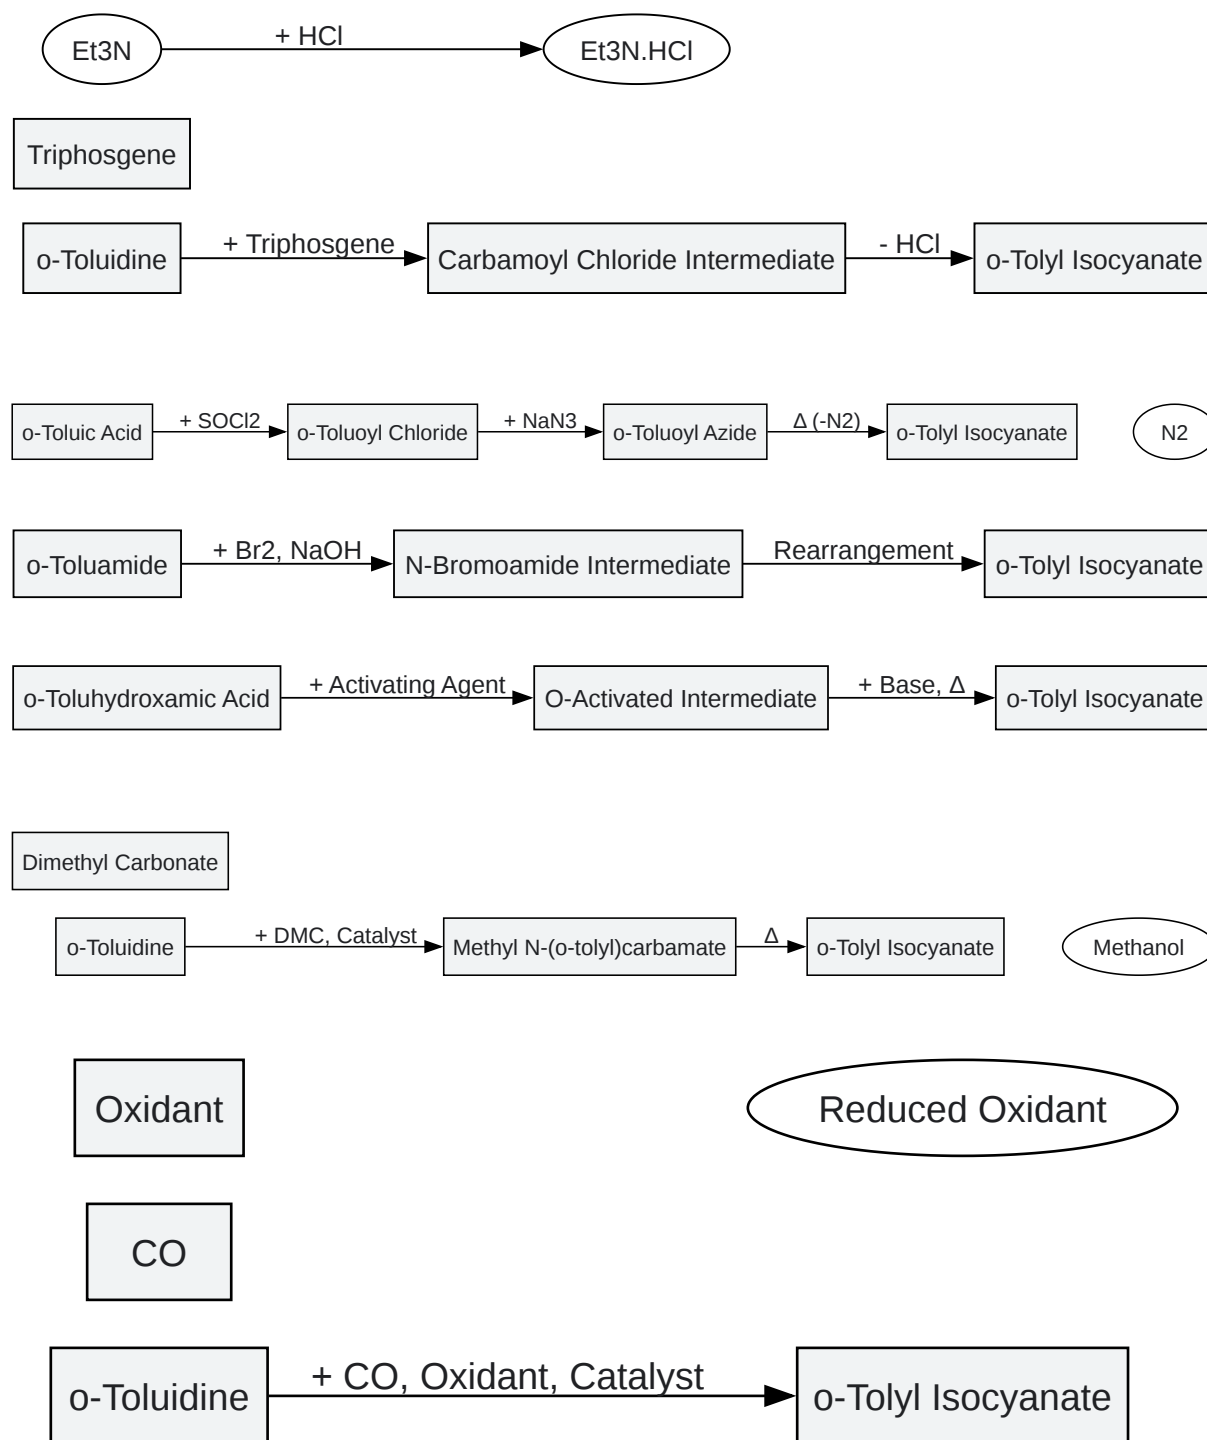 Et3N
+ HCl
Et3N.HCl
Triphosgene
o-Toluidine
+ Triphosgene
Carbamoyl Chloride Intermediate
- HCl
o-Tolyl Isocyanate
o-Toluic Acid
+ SOCl2
o-Toluoyl Chloride
+ NaN3
o-Toluoyl Azide
Δ (-N2)
o-Tolyl Isocyanate
N2
o-Toluamide
+ Br2, NaOH
N-Bromoamide Intermediate
Rearrangement
o-Tolyl Isocyanate
o-Toluhydroxamic Acid
+ Activating Agent
O-Activated Intermediate
+ Base, Δ
o-Tolyl Isocyanate
Dimethyl Carbonate
o-Toluidine
+ DMC, Catalyst
Methyl N-(o-tolyl)carbamate
Δ
o-Tolyl Isocyanate
Methanol
Oxidant
Reduced Oxidant
CO
o-Toluidine
+ CO, Oxidant, Catalyst
o-Tolyl Isocyanate